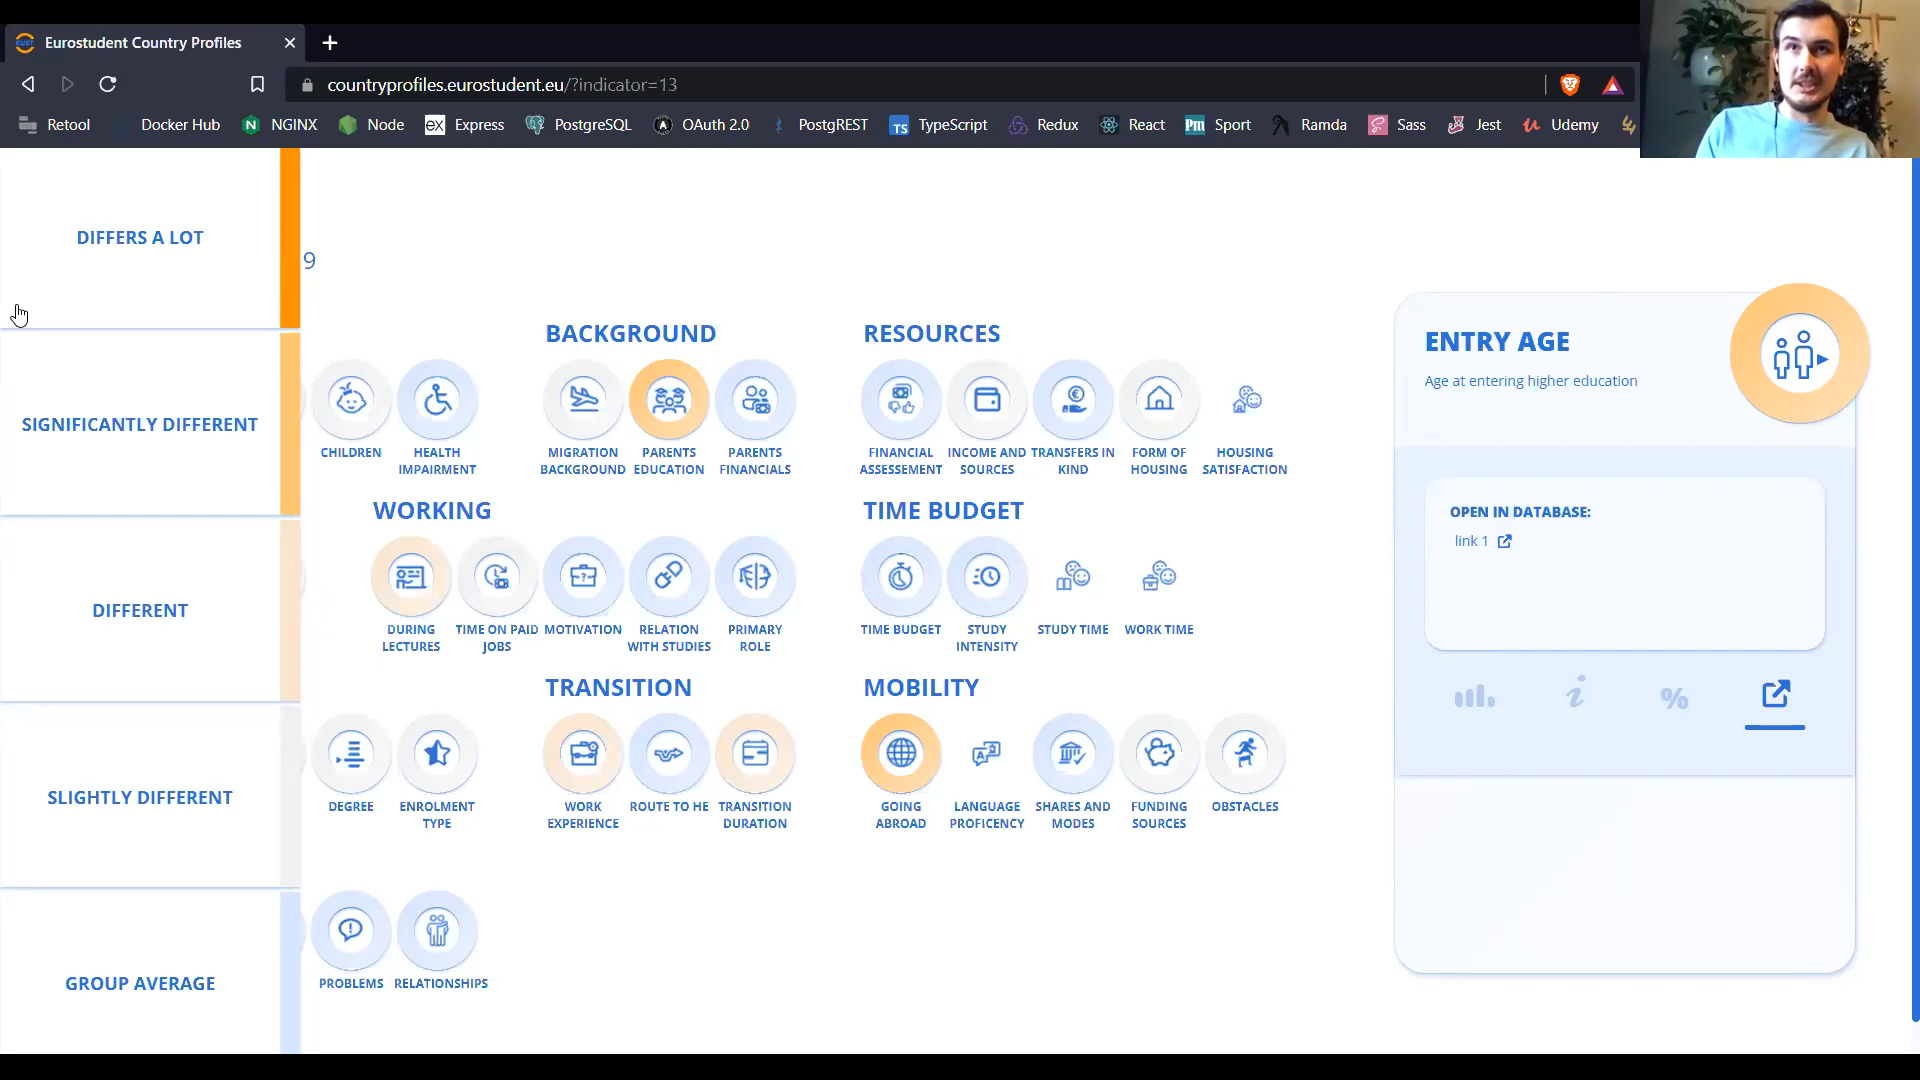 Eurostudent Country Profiles
countryprofiles.eurostudent.eu/?indicator=13
Retool
Docker Hub
NGINX
Node
ex
Express
PostgreSQL
OAuth 2.0
PostgREST
TS
TypeScript
Redux
React
Pm
Sport
Ramda
Sass
Jest
Udemy
DIFFERS A LOT
SIGNIFICANTLY DIFFERENT
DIFFERENT
SLIGHTLY DIFFERENT
GROUP AVERAGE
9
CHILDREN
HEALTH
IMPAIRMENT
BACKGROUND
MIGRATION
BACKGROUND
PARENTS
EDUCATION
PARENTS
FINANCIALS
RESOURCES
FINANCIAL
ASSESSEMENT
INCOME AND
SOURCES
TRANSFERS IN
KIND
FORM OF
HOUSING
HOUSING
SATISFACTION
WORKING
DURING
LECTURES
TIME ON PAID
JOBS
MOTIVATION
RELATION
WITH STUDIES
PRIMARY
ROLE
TIME BUDGET
TIME BUDGET
STUDY
INTENSITY
STUDY TIME
WORK TIME
DEGREE
ENROLMENT
TYPE
TRANSITION
WORK
EXPERIENCE
ROUTE TO HE
TRANSITION
DURATION
MOBILITY
GOING
ABROAD
LANGUAGE
PROFICENCY
SHARES AND
MODES
FUNDING
SOURCES
OBSTACLES
PROBLEMS
RELATIONSHIPS
ENTRY AGE
Age at entering higher education
OPEN IN DATABASE:
link 1
i
%